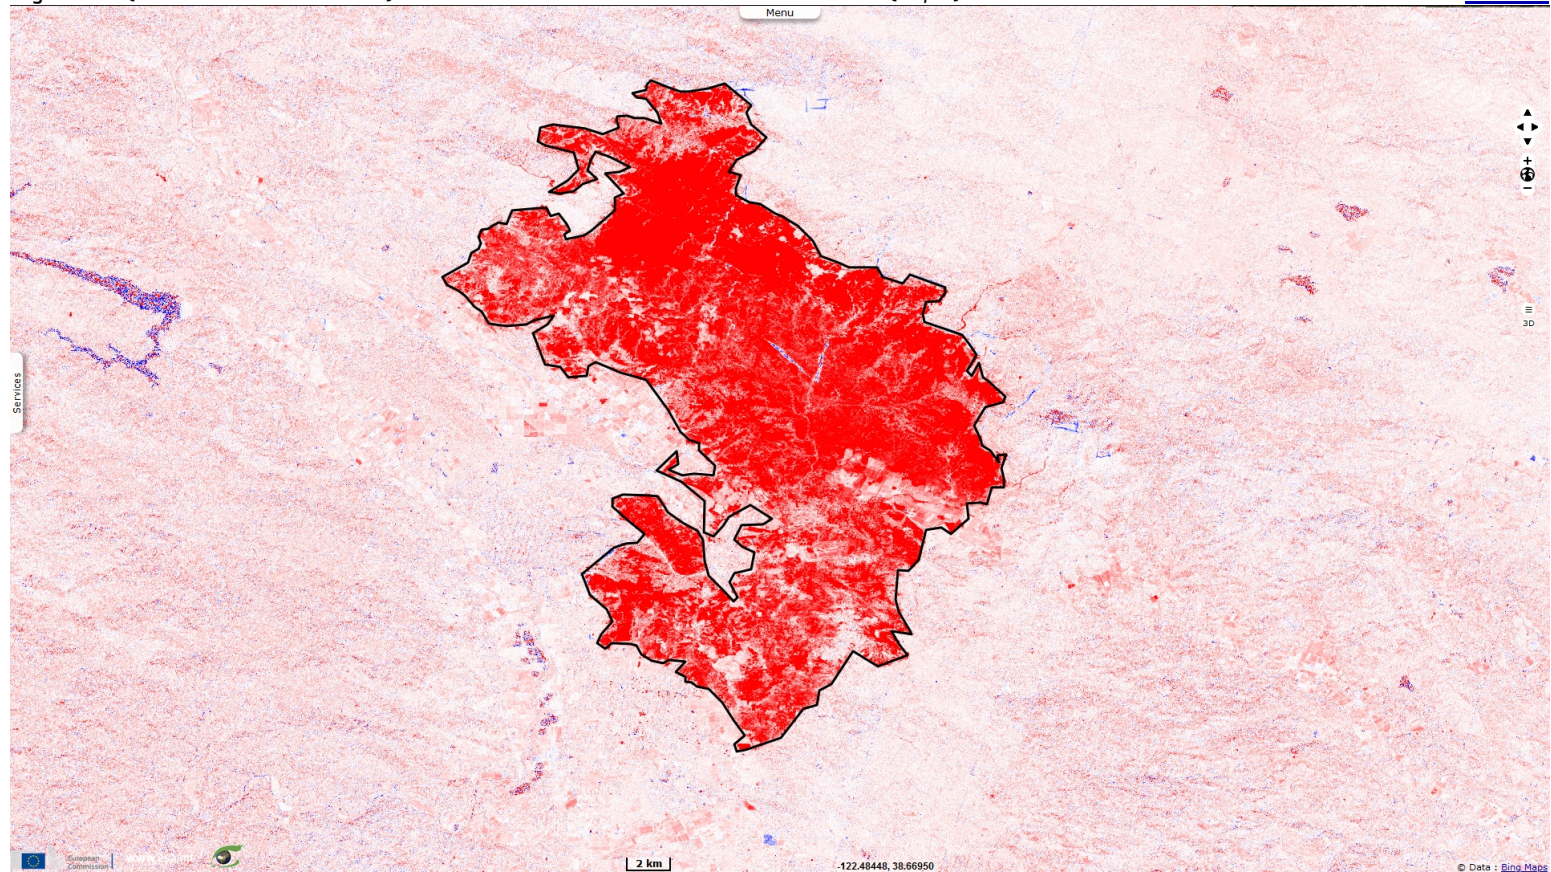 Menu
3D
Services
European
Commission
2 km
-122.48448, 38.66950
© Data : Bing Maps